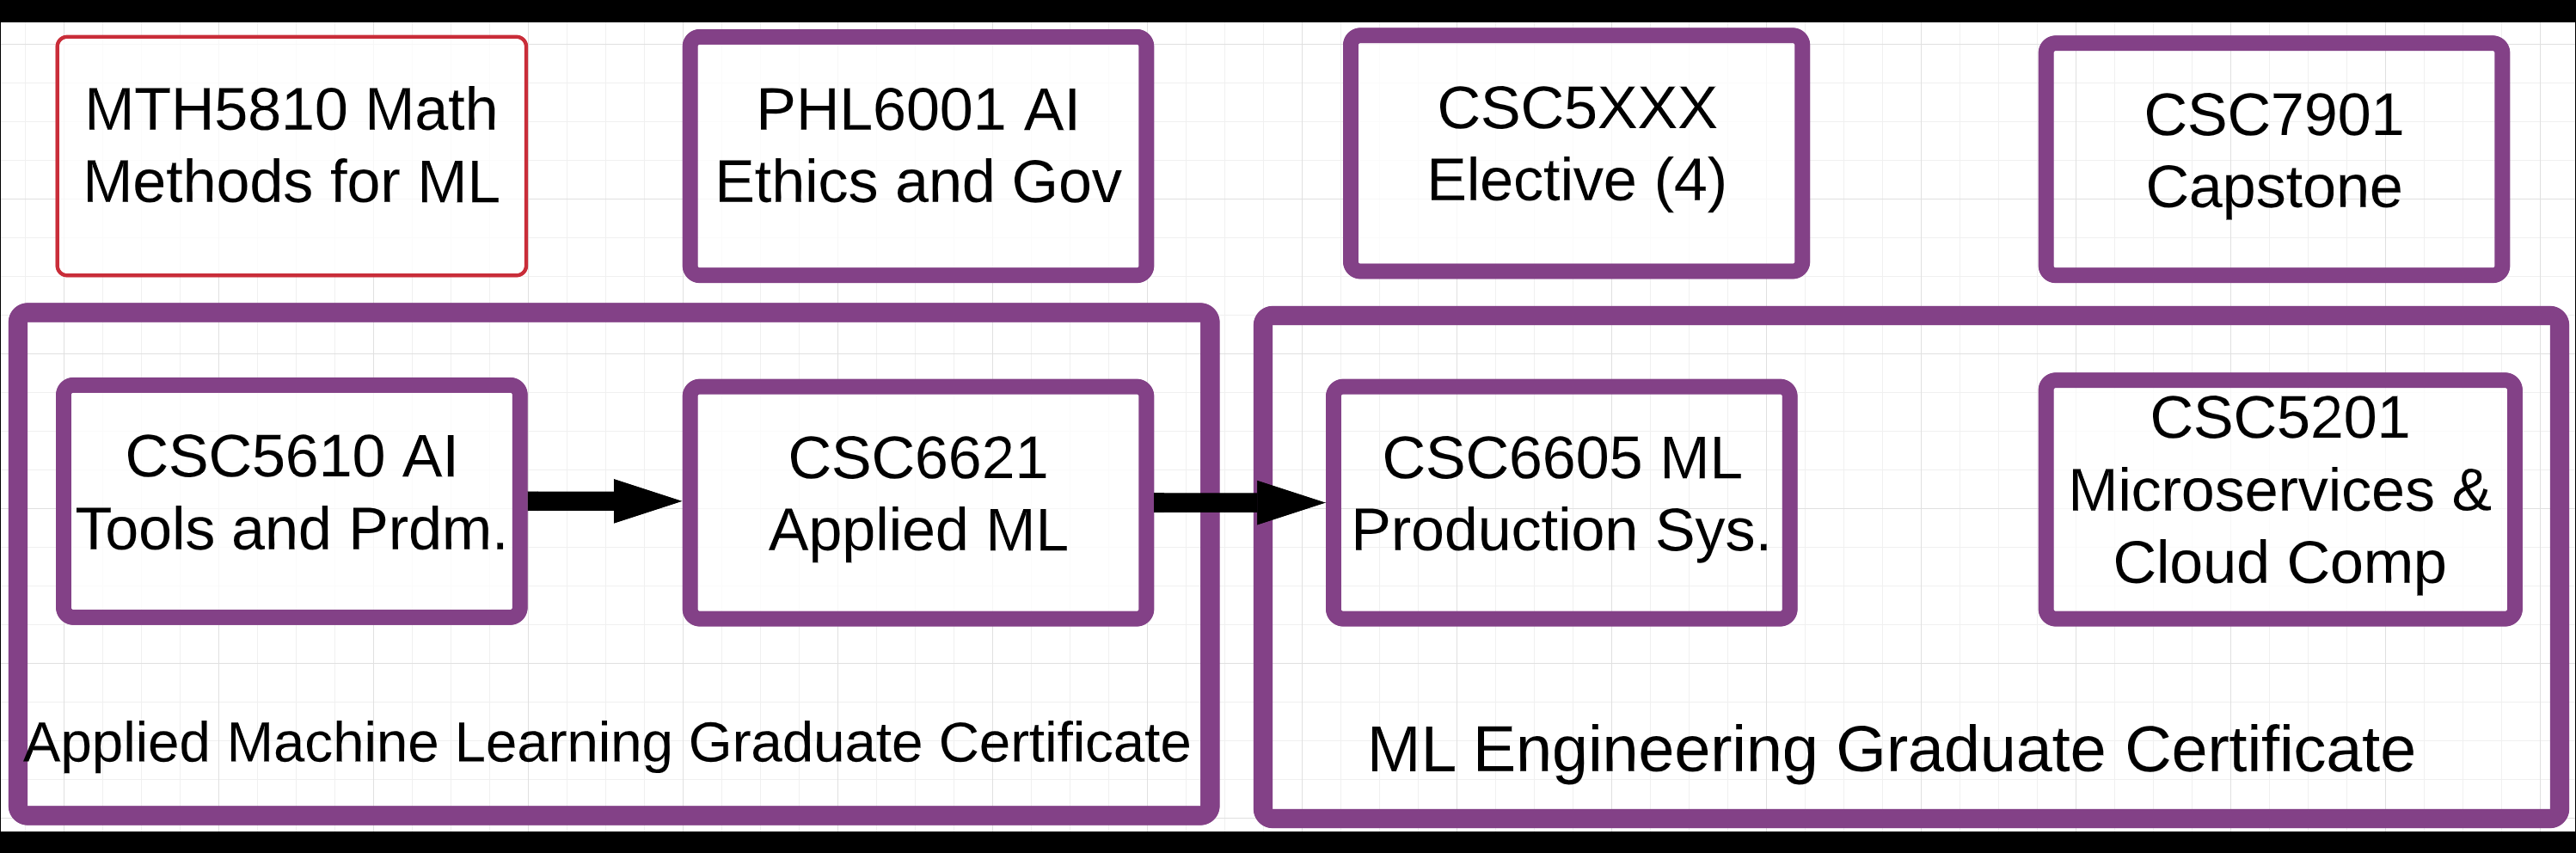 MTH5810 Math
Methods for ML
PHL6001 AI
Ethics and Gov
CSC5XXX
Elective (4)
CSC7901
Capstone
CSC5610 AI
Tools and Prdm.
CSC6621
Applied ML
CSC6605 ML
Production Sys.
CSC5201
Microservices &
Cloud Comp
Applied Machine Learning Graduate Certificate
ML Engineering Graduate Certificate